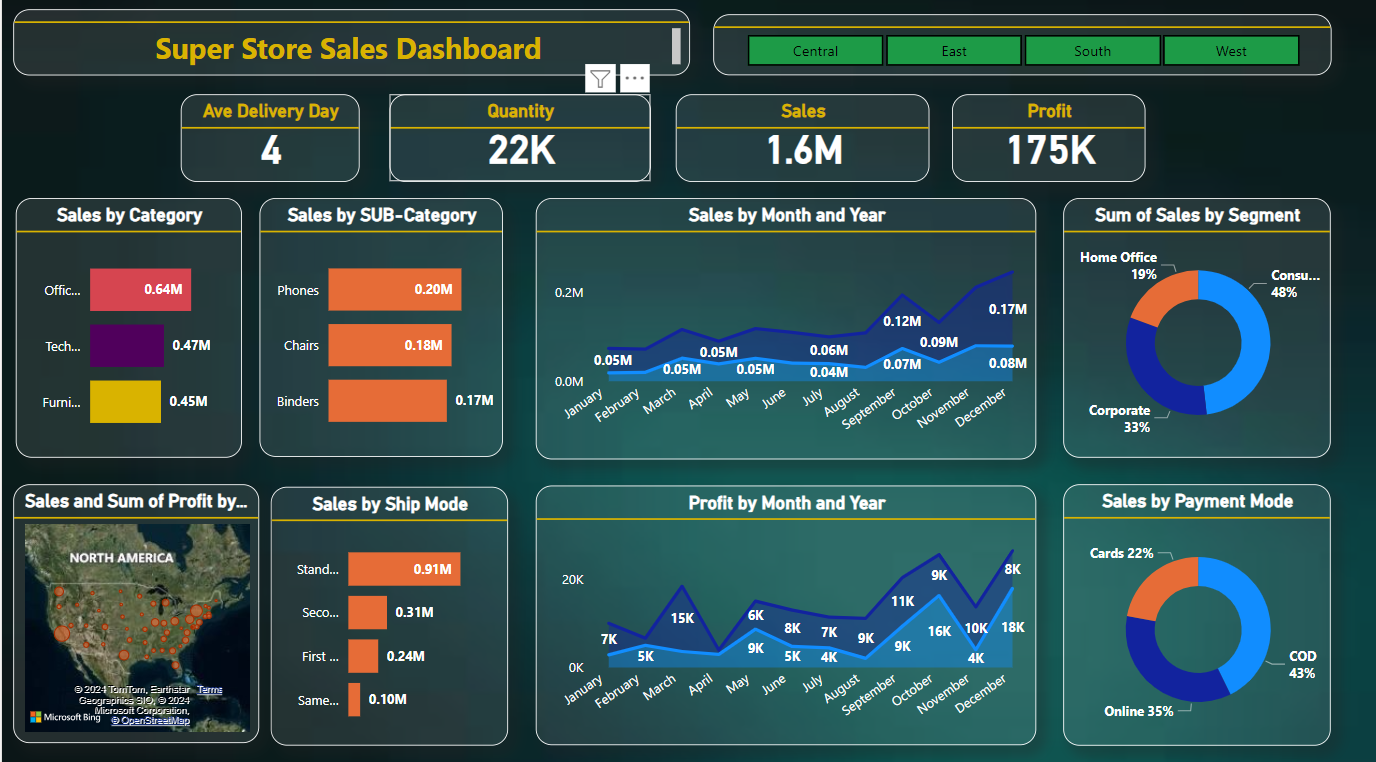 Super Store Sales Dashboard
Central
East
South
West
Ave Delivery Day
4
Quantity
22K
Sales
1.6M
Profit
175K
Sales by Category
Offic...
0.64M
Tech...
0.47M
Furni...
0.45M
Sales by SUB-Category
Phones
0.20M
Chairs
0.18M
Binders
0.17M
Sales by Month and Year
0.2M
0.0M
0.05M
0.05M
0.06M
0.12M
0.09M
0.17M
0.05M
0.05M
0.04M
0.07M
0.08M
January
February
March
April
May
June
July
August
September
October
November
December
Sum of Sales by Segment
Home Office
19%
Consu...
48%
Corporate
33%
Sales and Sum of Profit by...
NORTH AMERICA
© 2024 TomTom, Earthstar Terms
Geographics SIO, © 2024
Microsoft Corporation,
© OpenStreetMap
Microsoft Bing
Sales by Ship Mode
Stand...
0.91M
Seco...
0.31M
First ...
0.24M
Same...
0.10M
Profit by Month and Year
20K
0K
7K
15K
6K
8K
7K
9K
11K
9K
10K
8K
5K
9K
5K
4K
9K
16K
4K
18K
January
February
March
April
May
June
July
August
September
October
November
December
Sales by Payment Mode
Cards 22%
COD
43%
Online 35%